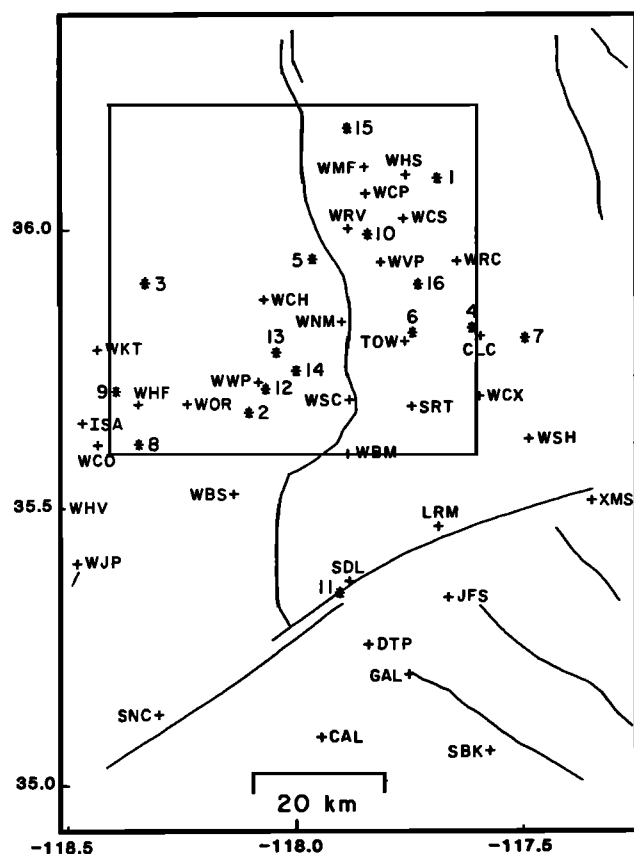 * 15
WMF + WHS
+ * 1
+ WCP
WRV + WCS
+ * 10
36.0
5 * + WVP + WRC
* 3 * 16
+ WCH
WNM + 6 4
* * * 7
13 TOW + + CLC
+ WKT *
* 14
9 * WHF WWP + * 12
+ + WOR WSC + + WCX
* 2 + SRT
+ ISA
+ * 8 + WSH
WCO + WBM
WBS +
35.5
WHV LRM + XMS
+
+ WJP SDL
+
11 * + JFS
+ DTP
GAL +
SNC +
+ CAL SBK +
35.0
20 km
-118.5 -118.0 -117.5